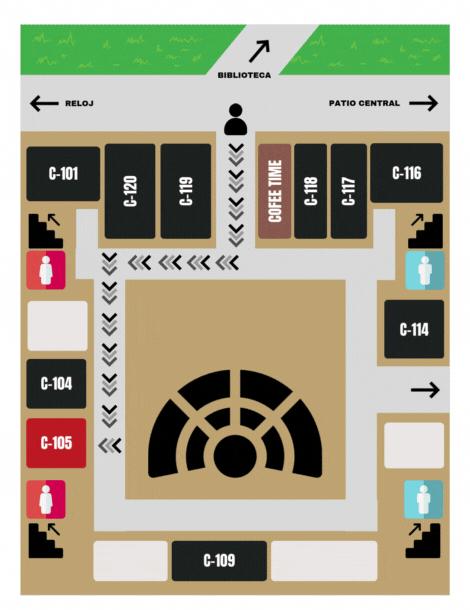 BIBLIOTECA
RELOJ
PATIO CENTRAL
C-101
C-120
C-119
COFEE TIME
C-118
C-117
C-116
C-114
C-104
C-105
C-109